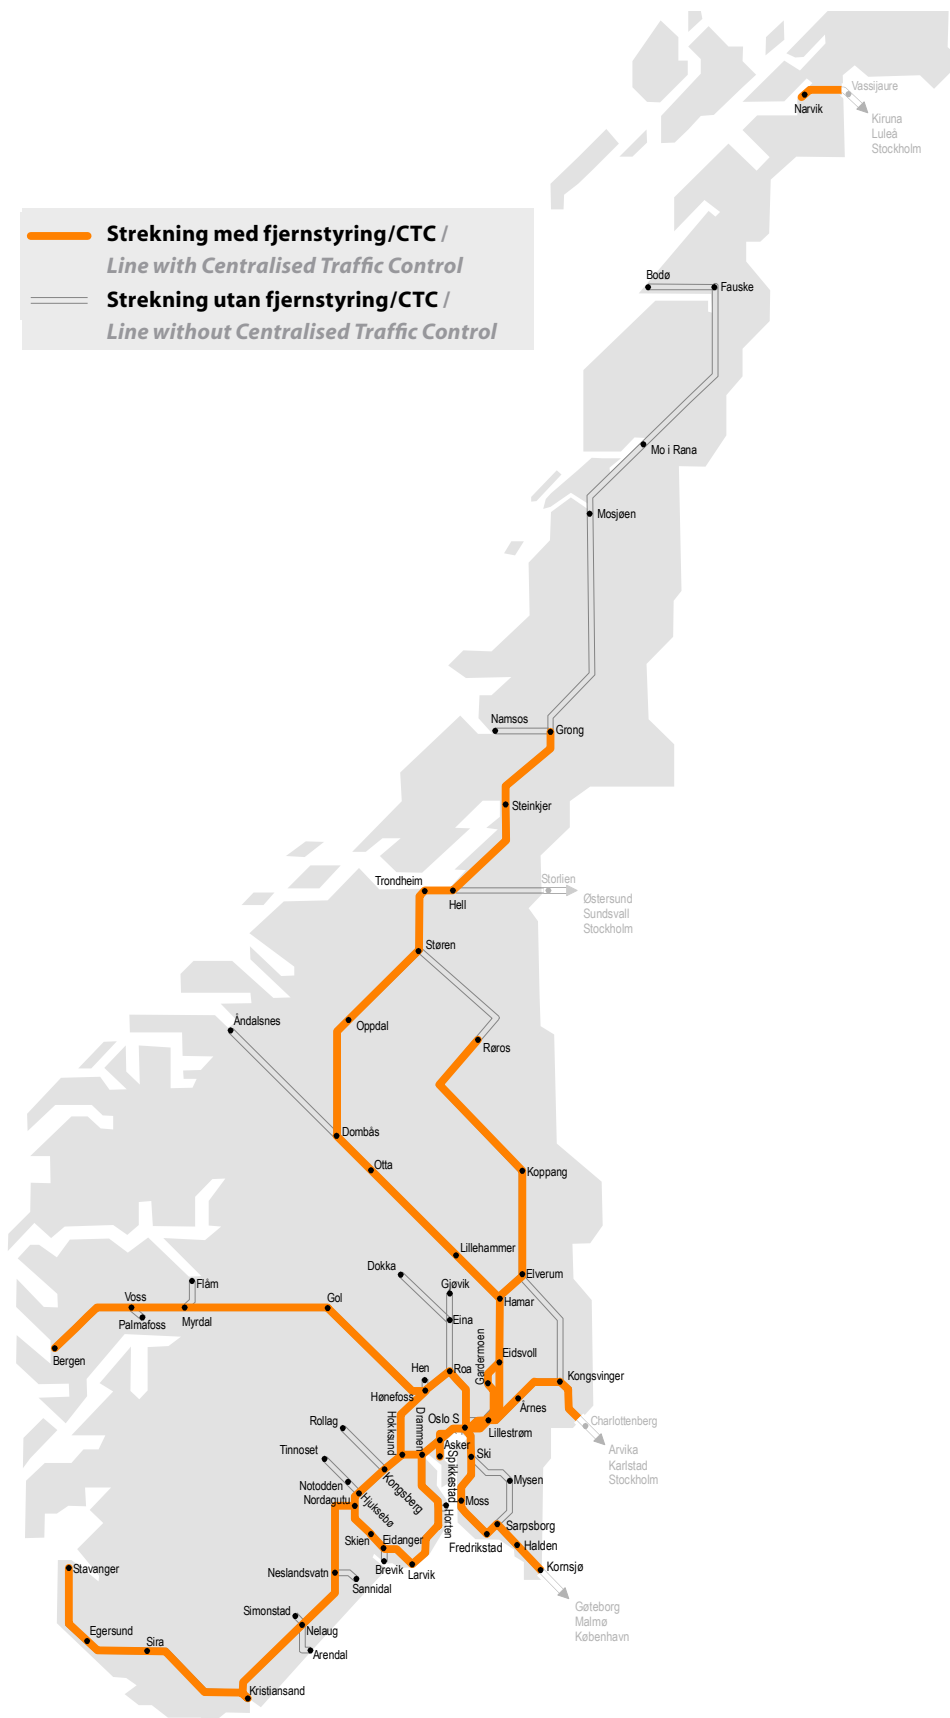 Vassijaure
Narvik
Kiruna
Luleå
Stockholm
Strekning med fjernstyring/CTC /
Line with Centralised Traffic Control
Strekning utan fjernstyring/CTC /
Line without Centralised Traffic Control
Bodø
Fauske
Mo i Rana
Mosjøen
Namsos
Grong
Steinkjer
Trondheim
Hell
Storlien
Østersund
Sundsvall
Stockholm
Støren
Åndalsnes
Oppdal
Røros
Dombås
Otta
Koppang
Lillehammer
Dokka
Elverum
Flåm
Gjøvik
Hamar
Voss
Gol
Palmafoss
Myrdal
Eina
Gardermoen
Bergen
Eidsvoll
Hen
Roa
Kongsvinger
Hønefoss
Årnes
Hokksund
Drammen
Oslo S
Lillestrøm
Charlottenberg
Rollag
Asker
Spikkestad
Ski
Arvika
Karlstad
Stockholm
Tinnoset
Mysen
Notodden
Kongsberg
Nordagutu
Hjuksebø
Horten
Moss
Skien
Eidanger
Sarpsborg
Fredrikstad
Halden
Brevik
Larvik
Kornsjø
Stavanger
Neslandsvatn
Sannidal
Gøteborg
Malmø
København
Simonstad
Nelaug
Egersund
Sira
Arendal
Kristiansand